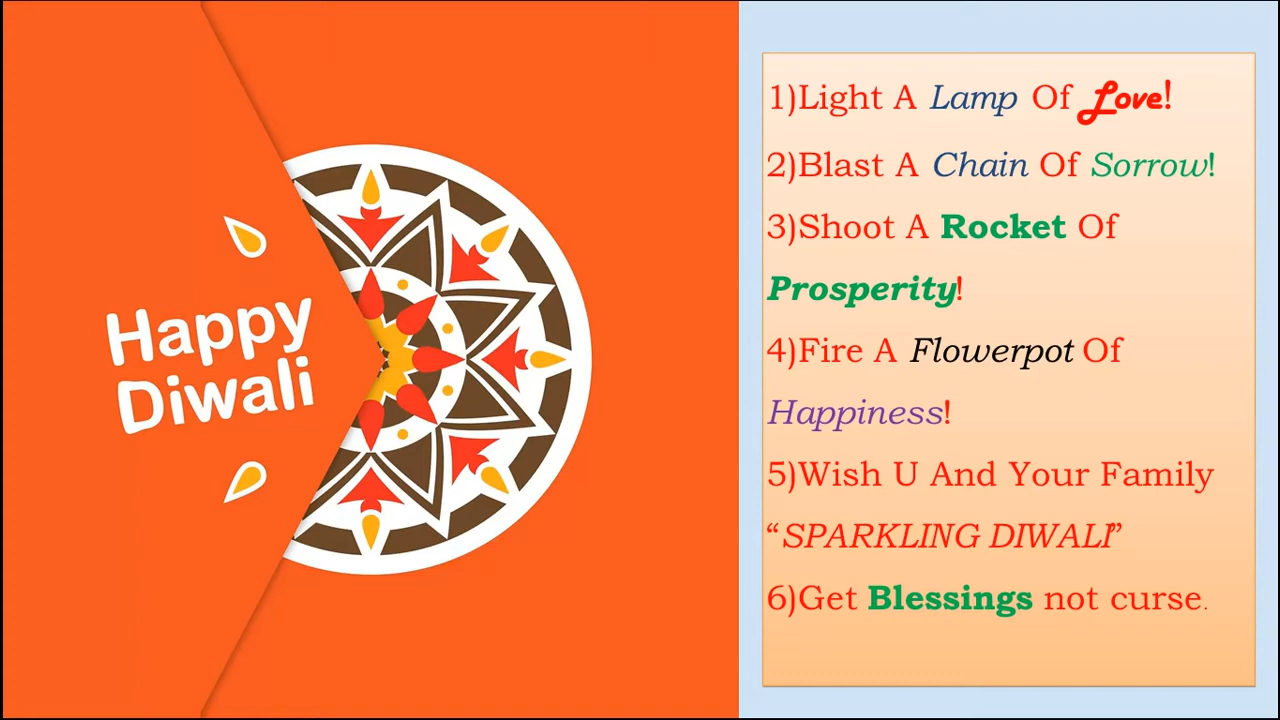 Happy
Diwali
1)Light A Lamp Of Love!
2)Blast A Chain Of Sorrow!
3)Shoot A Rocket Of
Prosperity!
4)Fire A Flowerpot Of
Happiness!
5)Wish U And Your Family
“SPARKLING DIWALI”
6)Get Blessings not curse.